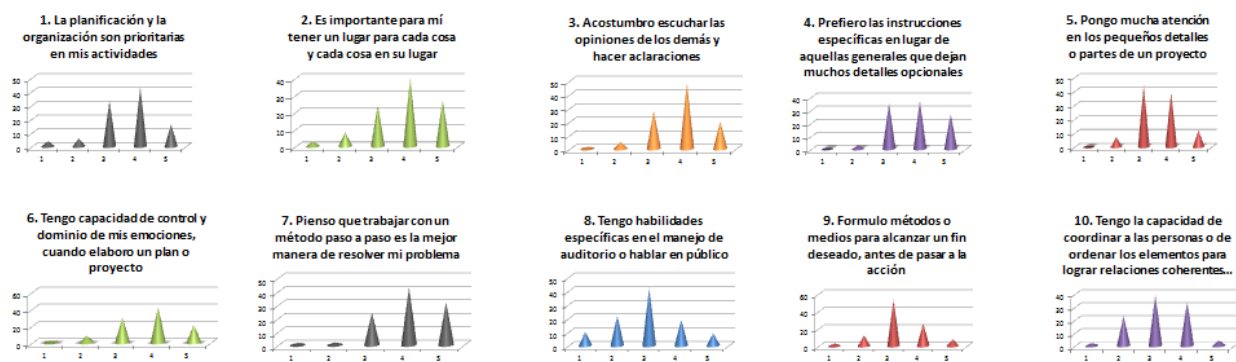 1. La planificación y la
organización son prioritarias
en mis actividades
50
40
30
20
10
0
1 2 3 4 5
2. Es importante para mí
tener un lugar para cada cosa
y cada cosa en su lugar
40
30
20
10
0
1 2 3 4 5
3. Acostumbro escuchar las
opiniones de los demás y
hacer aclaraciones
50
40
30
20
10
0
1 2 3 4 5
4. Prefiero las instrucciones
específicas en lugar de
aquellas generales que dejan
muchos detalles opcionales
40
30
20
10
0
1 2 3 4 5
5. Pongo mucha atención
en los pequeños detalles
o partes de un proyecto
50
40
30
20
10
0
1 2 3 4 5
6. Tengo capacidad de control y
dominio de mis emociones,
cuando elaboro un plan o
proyecto
60
40
20
0
1 2 3 4 5
7. Pienso que trabajar con un
método paso a paso es la mejor
manera de resolver mi problema
50
40
30
20
10
0
1 2 3 4 5
8. Tengo habilidades
específicas en el manejo de
auditorio o hablar en público
50
40
30
20
10
0
1 2 3 4 5
9. Formulo métodos o
medios para alcanzar un fin
deseado, antes de pasar a la
acción
60
40
20
0
1 2 3 4 5
10. Tengo la capacidad de
coordinar a las personas o de
ordenar los elementos para
lograr relaciones coherentes...
40
30
20
10
0
1 2 3 4 5